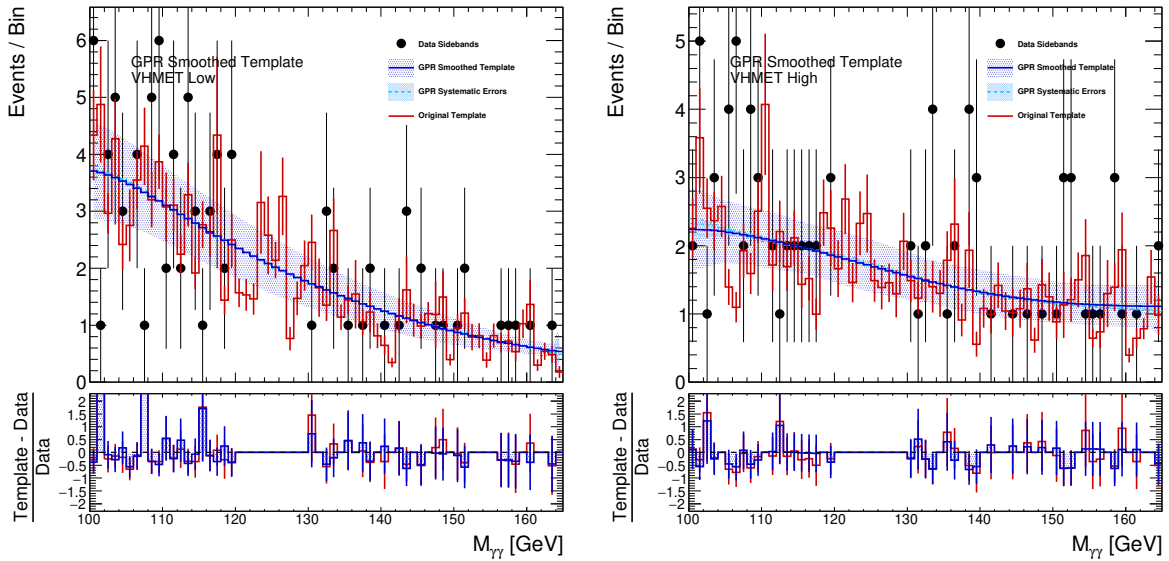 Events / Bin
6
5
4
3
2
1
0
GPR Smoothed Template
VHMET Low
Data Sidebands
GPR Smoothed Template
GPR Systematic Errors
Original Template
Template - Data
Data
2
1.5
1
0.5
0
−0.5
−1
−1.5
−2
100 110 120 130 140 150 160
Mγγ [GeV]
Events / Bin
5
4
3
2
1
0
GPR Smoothed Template
VHMET High
Data Sidebands
GPR Smoothed Template
GPR Systematic Errors
Original Template
Template - Data
Data
2
1.5
1
0.5
0
−0.5
−1
−1.5
−2
100 110 120 130 140 150 160
Mγγ [GeV]